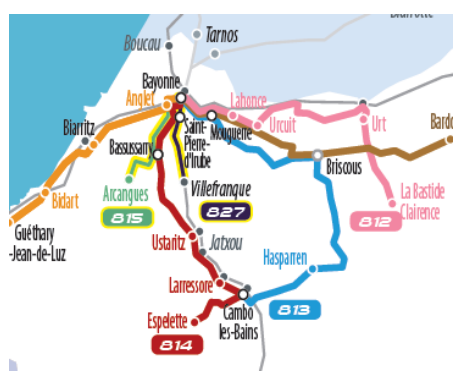 Biarrotte
Boucau
Tarnos
Bayonne
Anglet
Lahonce
Biarritz
Saint-
Pierre-
d'Irube
Mouguerre
Urcuit
Urt
Bardo
Bassussarry
Briscous
Arcangues
815
Villefranque
827
La Bastide
Clairence
812
Bidart
Guéthary
-Jean-de-Luz
Ustaritz
Jatxou
Hasparren
Larressore
813
Cambo
les-Bains
Espelette
814